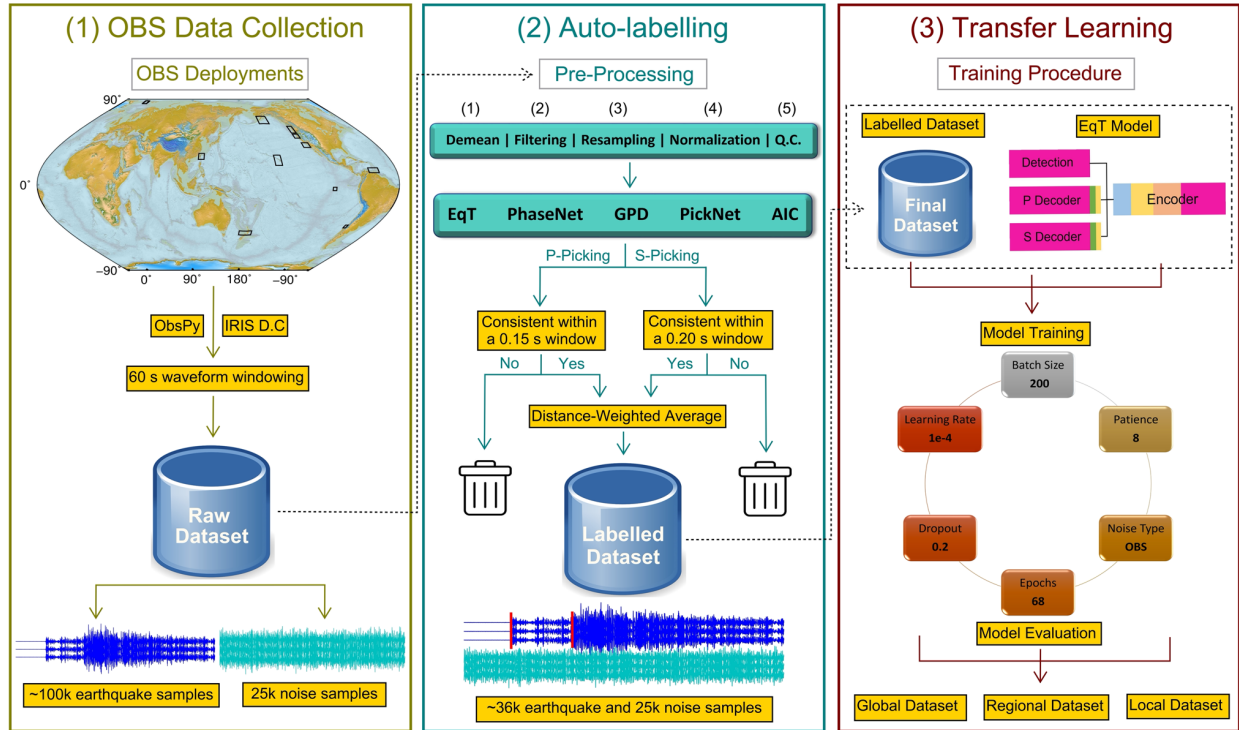 (1) OBS Data Collection
OBS Deployments
90°
0°
−90°
0°
90°
180°
−90°
ObsPy
IRIS D.C
60 s waveform windowing
Raw
Dataset
~100k earthquake samples
25k noise samples
(2) Auto-labelling
Pre-Processing
(1) (2) (3) (4) (5)
Demean | Filtering | Resampling | Normalization | Q.C.
EqT PhaseNet GPD PickNet AIC
P-Picking
S-Picking
Consistent within
a 0.15 s window
Consistent within
a 0.20 s window
No
Yes
Yes
No
Distance-Weighted Average
Labelled
Dataset
~36k earthquake and 25k noise samples
(3) Transfer Learning
Training Procedure
Labelled Dataset
EqT Model
Final
Dataset
Detection
P Decoder
S Decoder
Encoder
Model Training
Batch Size
200
Learning Rate
1e-4
Patience
8
Dropout
0.2
Noise Type
OBS
Epochs
68
Model Evaluation
Global Dataset
Regional Dataset
Local Dataset